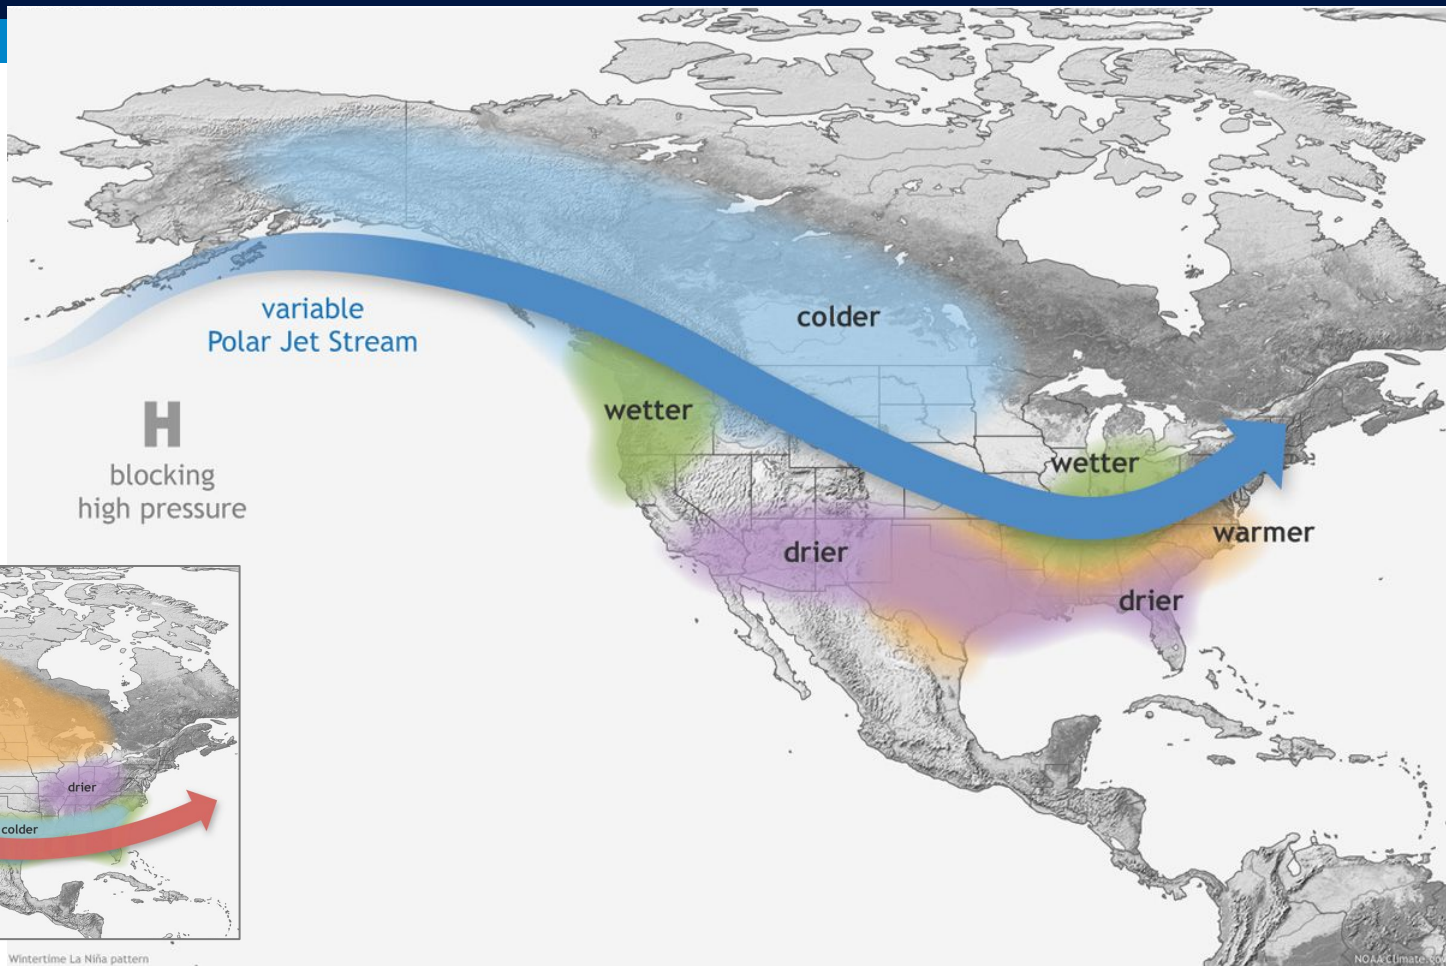 variable
Polar Jet Stream
colder
H
blocking
high pressure
wetter
wetter
warmer
drier
drier
drier
colder
Wintertime La Niña pattern
NOAA Climate.gov